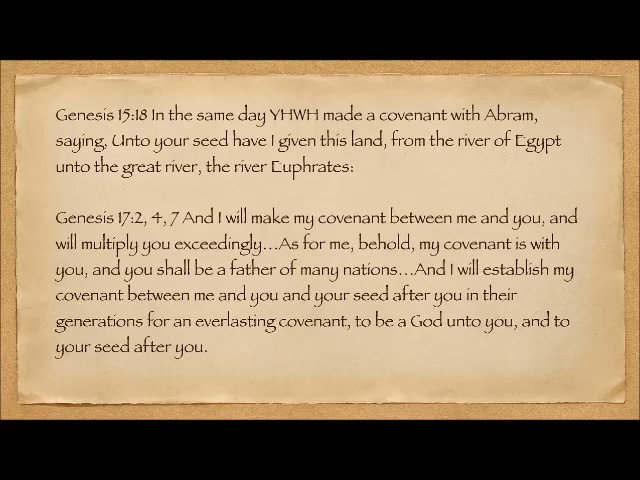 Genesis 15:18 In the same day YHWH made a covenant with Abram,
saying, Unto your seed have I given this land, from the river of Egypt
unto the great river, the river Euphrates:
Genesis 17:2, 4, 7 And I will make my covenant between me and you, and
will multiply you exceedingly...As for me, behold, my covenant is with
you, and you shall be a father of many nations...And I will establish my
covenant between me and you and your seed after you in their
generations for an everlasting covenant, to be a God unto you, and to
your seed after you.